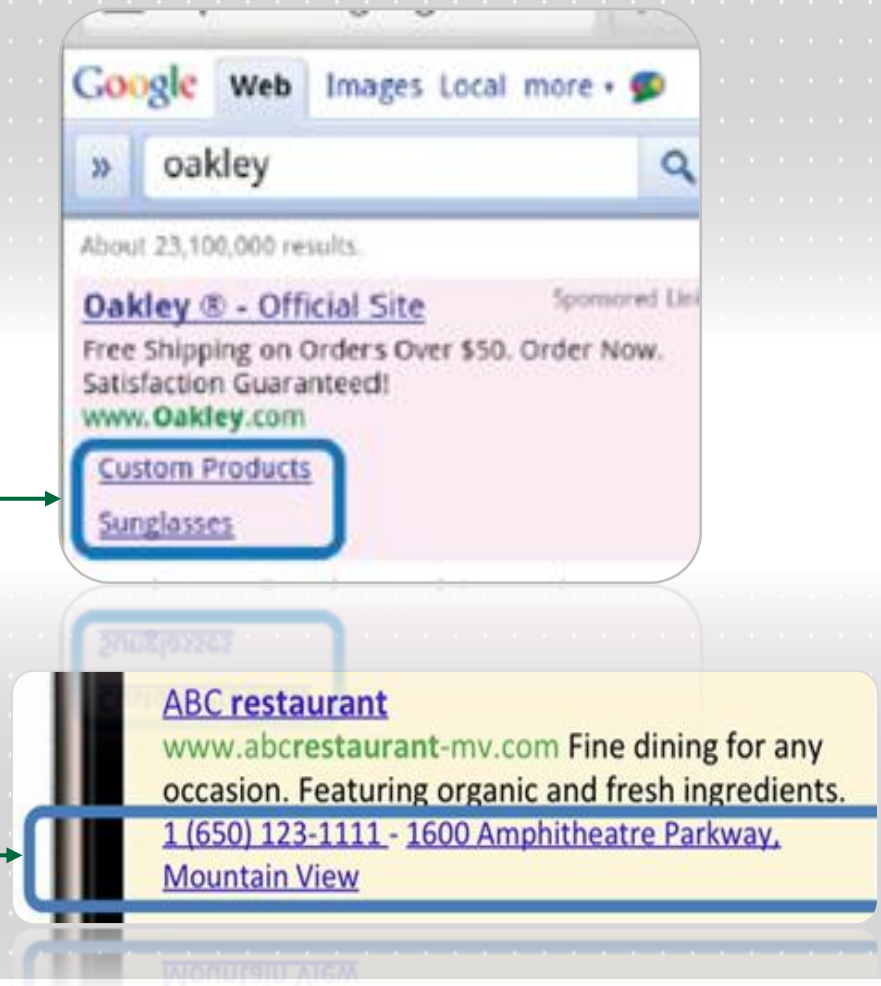 Google Web Images Local more
» oakley
About 23,100,000 results.
Oakley ® - Official Site Sponsored
Free Shipping on Orders Over $50. Order Now.
Satisfaction Guaranteed!
www.Oakley.com
Custom Products
Sunglasses
ABC restaurant
www.abcrestaurant-mv.com Fine dining for any
occasion. Featuring organic and fresh ingredients.
1 (650) 123-1111 - 1600 Amphitheatre Parkway,
Mountain View